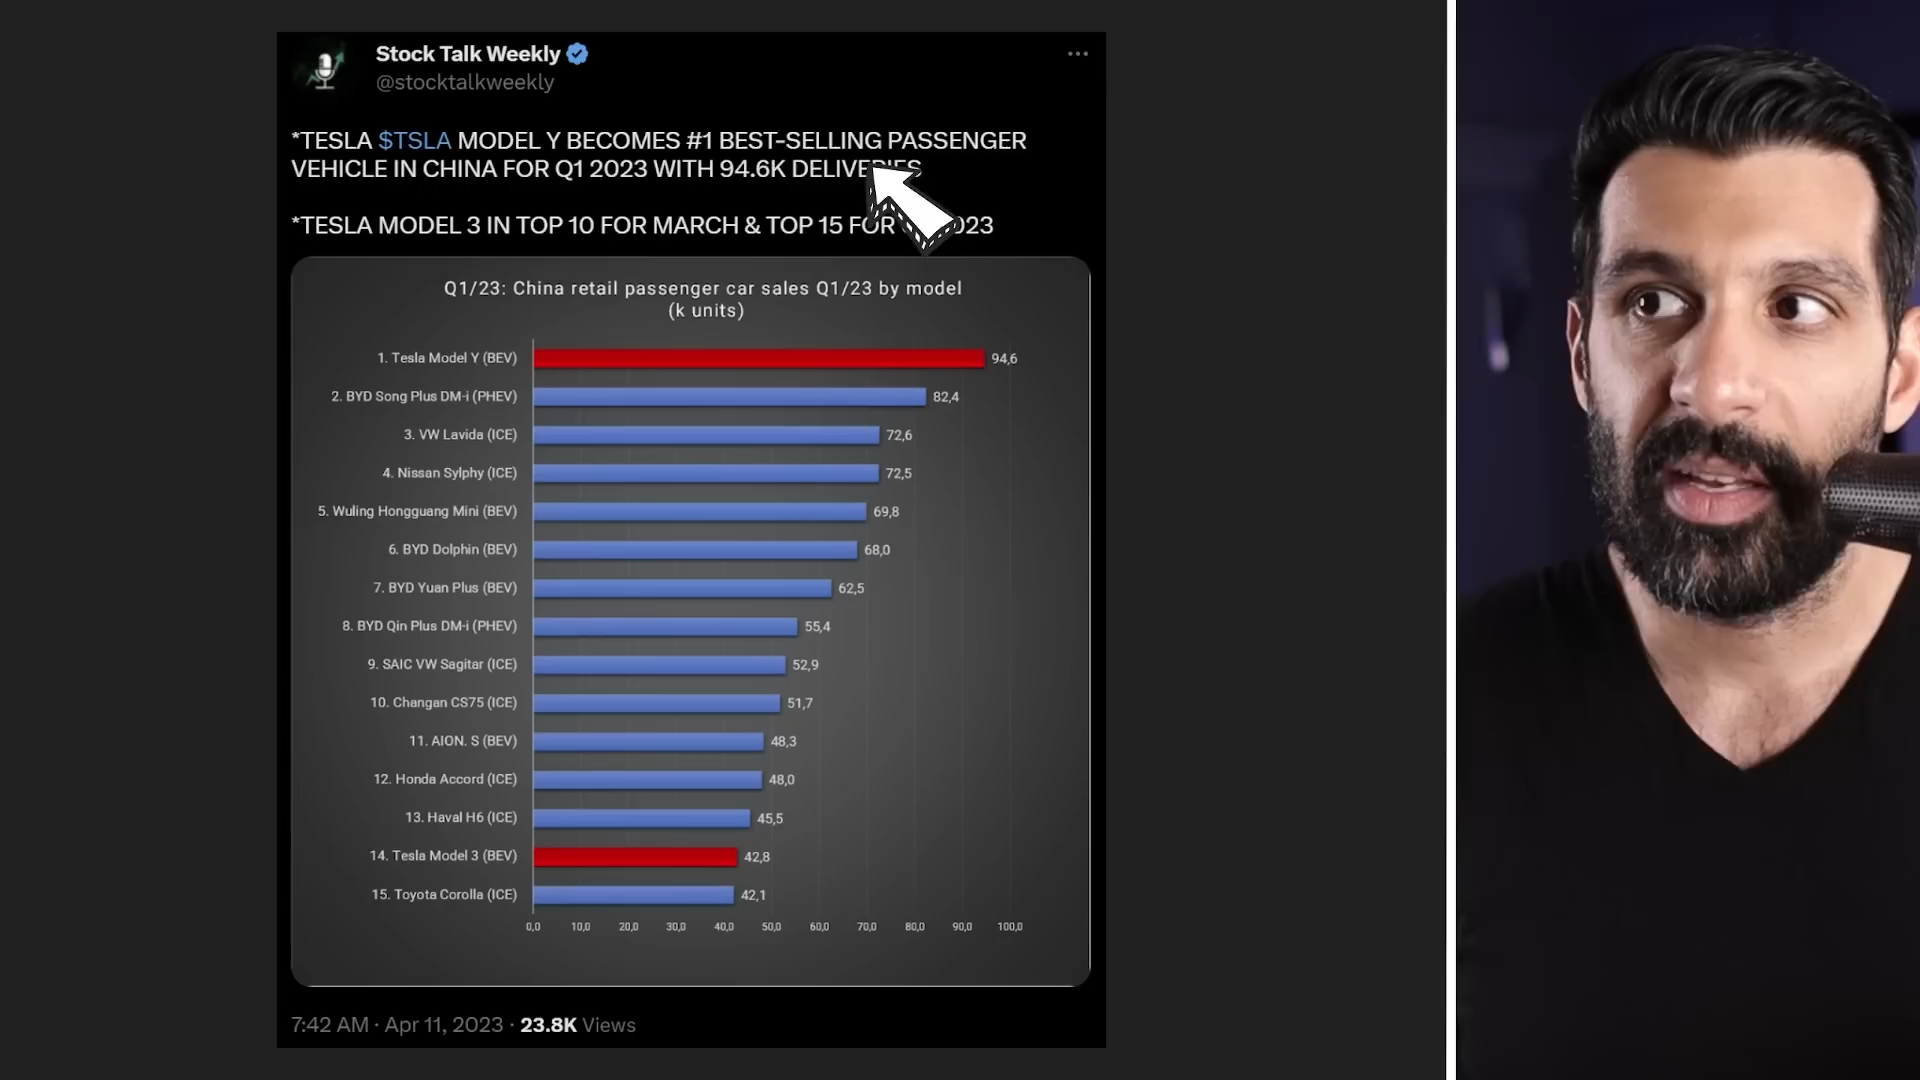 Stock Talk Weekly
@stocktalkweekly
*TESLA $TSLA MODEL Y BECOMES #1 BEST-SELLING PASSENGER
VEHICLE IN CHINA FOR Q1 2023 WITH 94.6K DELIVERIES
*TESLA MODEL 3 IN TOP 10 FOR MARCH & TOP 15 FOR 023
Q1/23: China retail passenger car sales Q1/23 by model
(k units)
1. Tesla Model Y (BEV) 94,6
2. BYD Song Plus DM-i (PHEV) 82,4
3. VW Lavida (ICE) 72,6
4. Nissan Sylphy (ICE) 72,5
5. Wuling Hongguang Mini (BEV) 69,8
6. BYD Dolphin (BEV) 68,0
7. BYD Yuan Plus (BEV) 62,5
8. BYD Qin Plus DM-i (PHEV) 55,4
9. SAIC VW Sagitar (ICE) 52,9
10. Changan CS75 (ICE) 51,7
11. AION. S (BEV) 48,3
12. Honda Accord (ICE) 48,0
13. Haval H6 (ICE) 45,5
14. Tesla Model 3 (BEV) 42,8
15. Toyota Corolla (ICE) 42,1
0,0 10,0 20,0 30,0 40,0 50,0 60,0 70,0 80,0 90,0 100,0
7:42 AM · Apr 11, 2023 · 23.8K Views